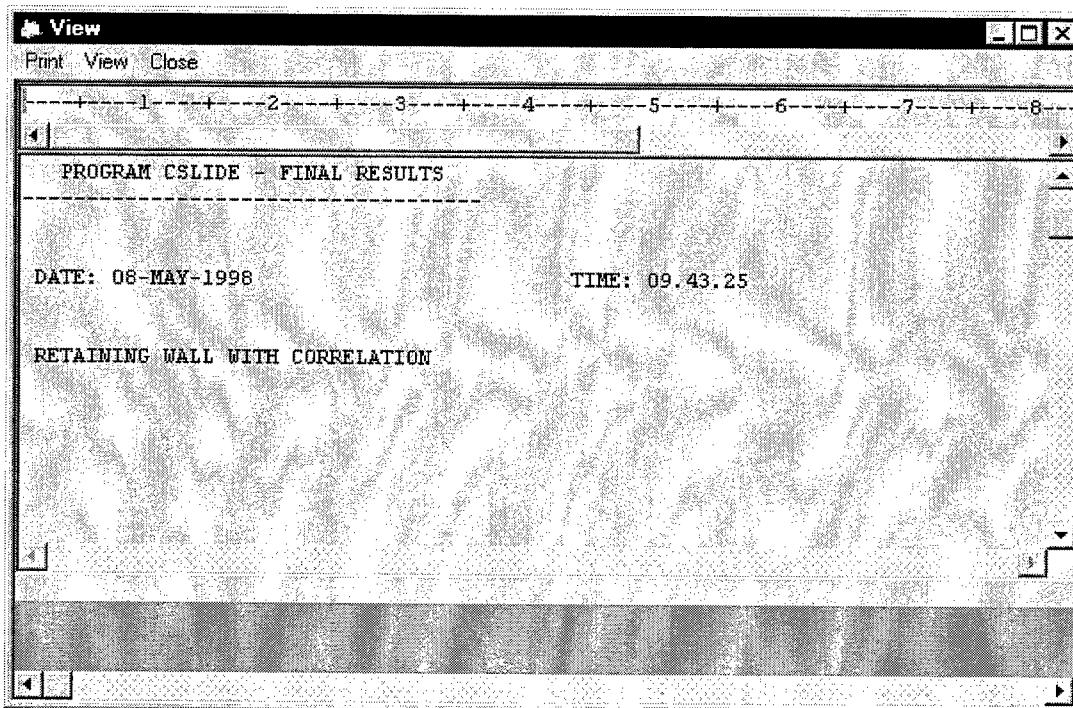 View
Print View Close
----+----1----+----2----+----3----+----4----+----5----+----6----+----7----+----8-
PROGRAM CSLIDE - FINAL RESULTS
-----------------------------------
DATE: 08-MAY-1998 TIME: 09.43.25
RETAINING WALL WITH CORRELATION